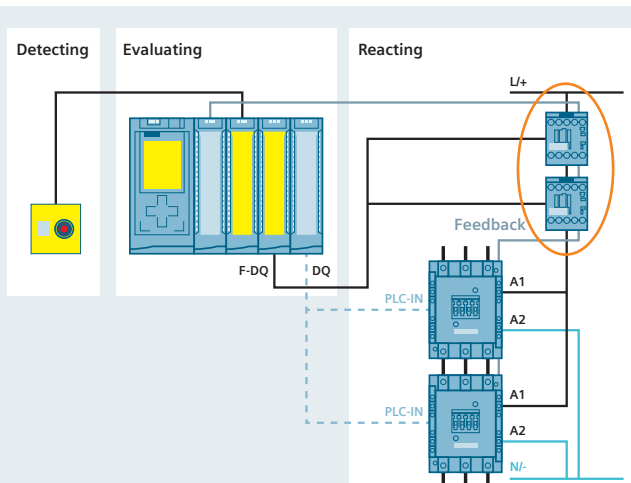 Detecting
Evaluating
Reacting
L/+
Feedback
F-DQ
DQ
PLC-IN
A1
A2
PLC-IN
A1
A2
N/-